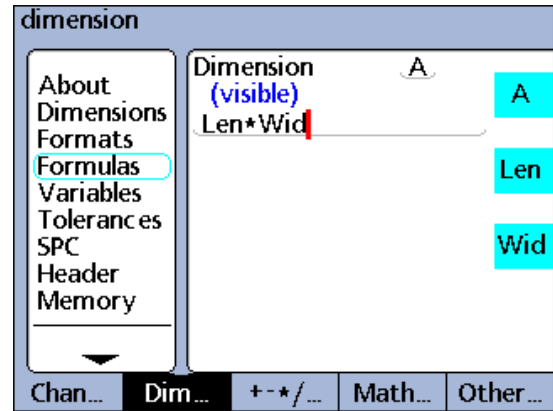 dimension
About
Dimensions
Formats
Formulas
Variables
Tolerances
SPC
Header
Memory
Dimension A
(visible)
Len*Wid
A
Len
Wid
Chan... Dim... +-*/... Math... Other...